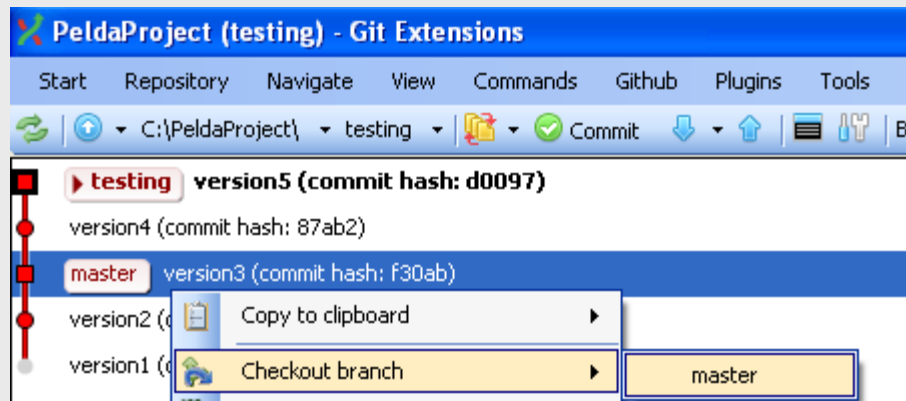 PeldaProject (testing) - Git Extensions
Start Repository Navigate View Commands Github Plugins Tools
C:\PeldaProject\ testing Commit B
testing version5 (commit hash: d0097)
version4 (commit hash: 87ab2)
master version3 (commit hash: f30ab)
version2 ( Copy to clipboard
version1 ( Checkout branch master